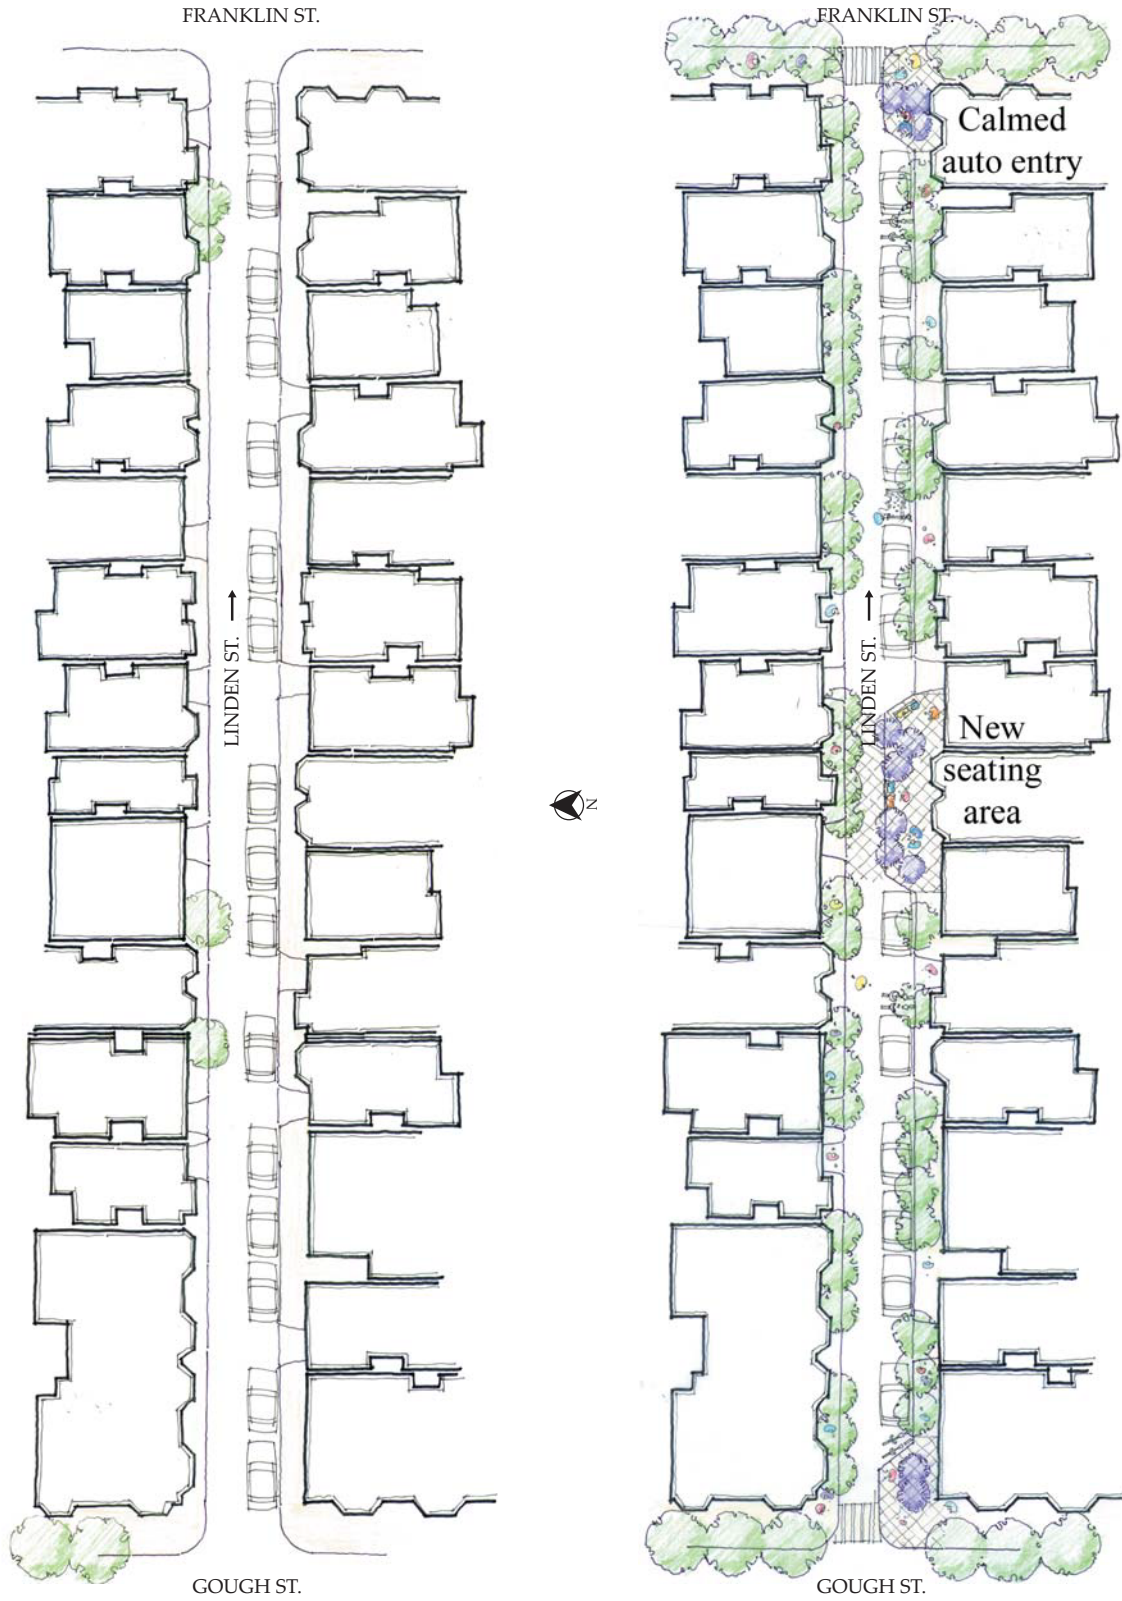 FRANKLIN ST.
FRANKLIN ST.
Calmed
auto entry
LINDEN ST.
LINDEN ST.
New
seating
area
N
GOUGH ST.
GOUGH ST.